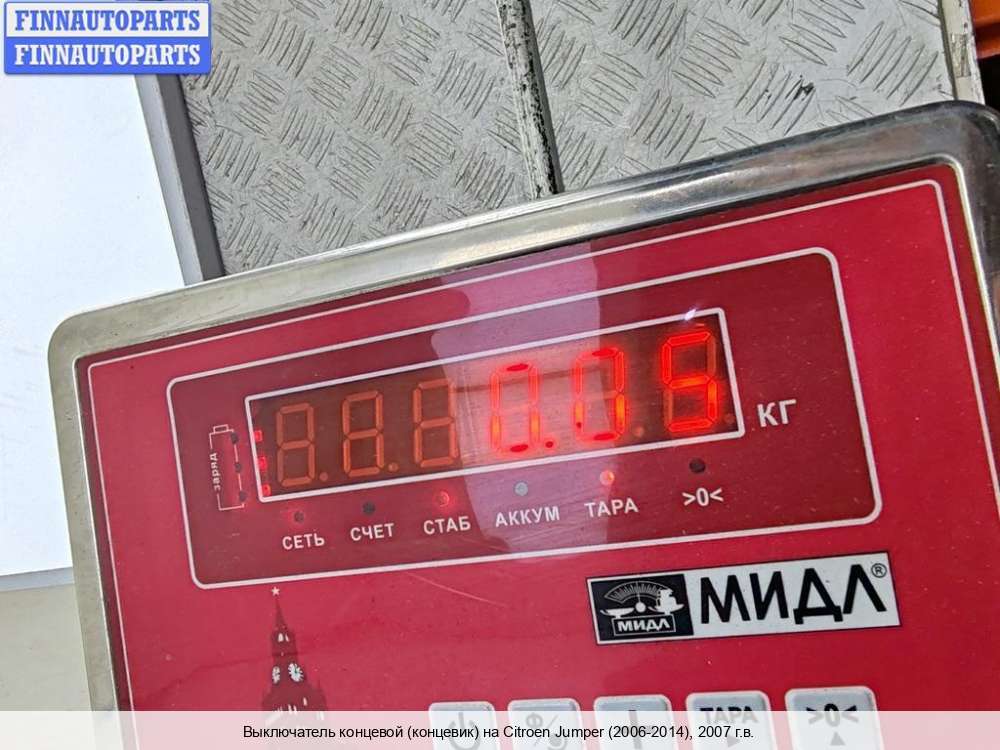 FINNAUTOPARTS
FINNAUTOPARTS
0.05
КГ
заряд
СЕТЬ СЧЕТ СТАБ АККУМ ТАРА >0<
МИДЛ МИДЛ®
ТАРА >0<
Выключатель концевой (концевик) на Citroen Jumper (2006-2014), 2007 г.в.